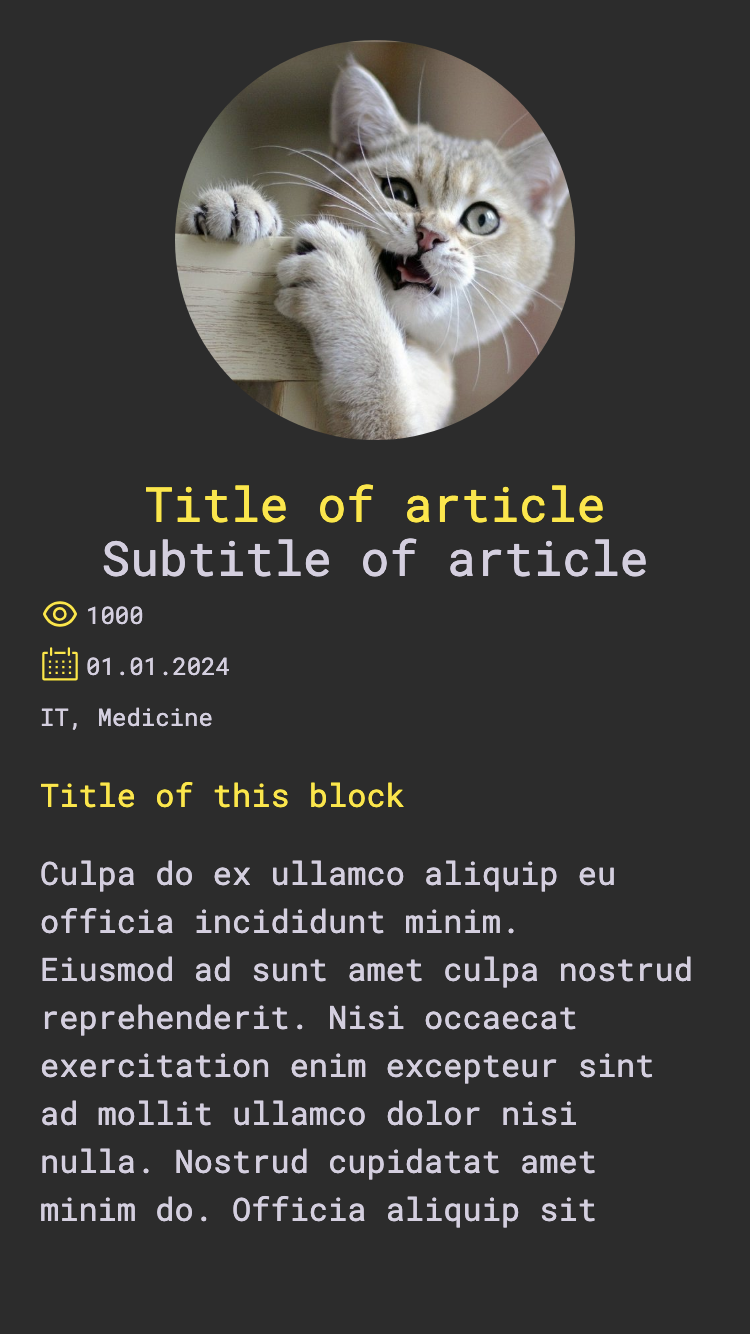 Title of article
Subtitle of article
1000
01.01.2024
IT, Medicine
Title of this block
Culpa do ex ullamco aliquip eu
officia incididunt minim.
Eiusmod ad sunt amet culpa nostrud
reprehenderit. Nisi occaecat
exercitation enim excepteur sint
ad mollit ullamco dolor nisi
nulla. Nostrud cupidatat amet
minim do. Officia aliquip sit